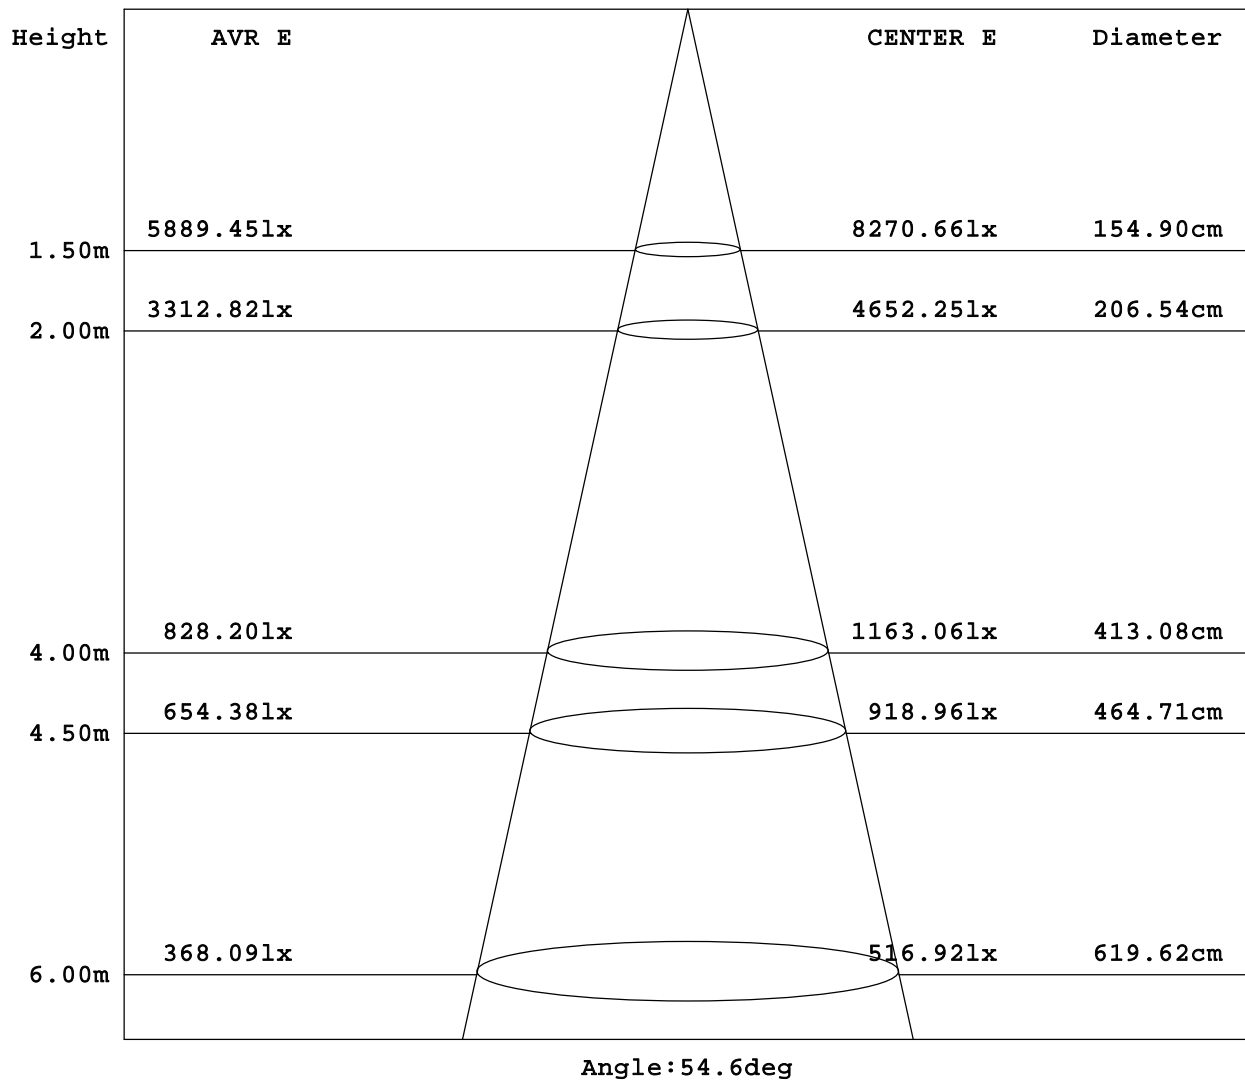 Height AVR E CENTER E Diameter
5889.45lx 8270.66lx 154.90cm
1.50m
3312.82lx 4652.25lx 206.54cm
2.00m
828.20lx 1163.06lx 413.08cm
4.00m
654.38lx 918.96lx 464.71cm
4.50m
368.09lx 516.92lx 619.62cm
6.00m
Angle:54.6deg